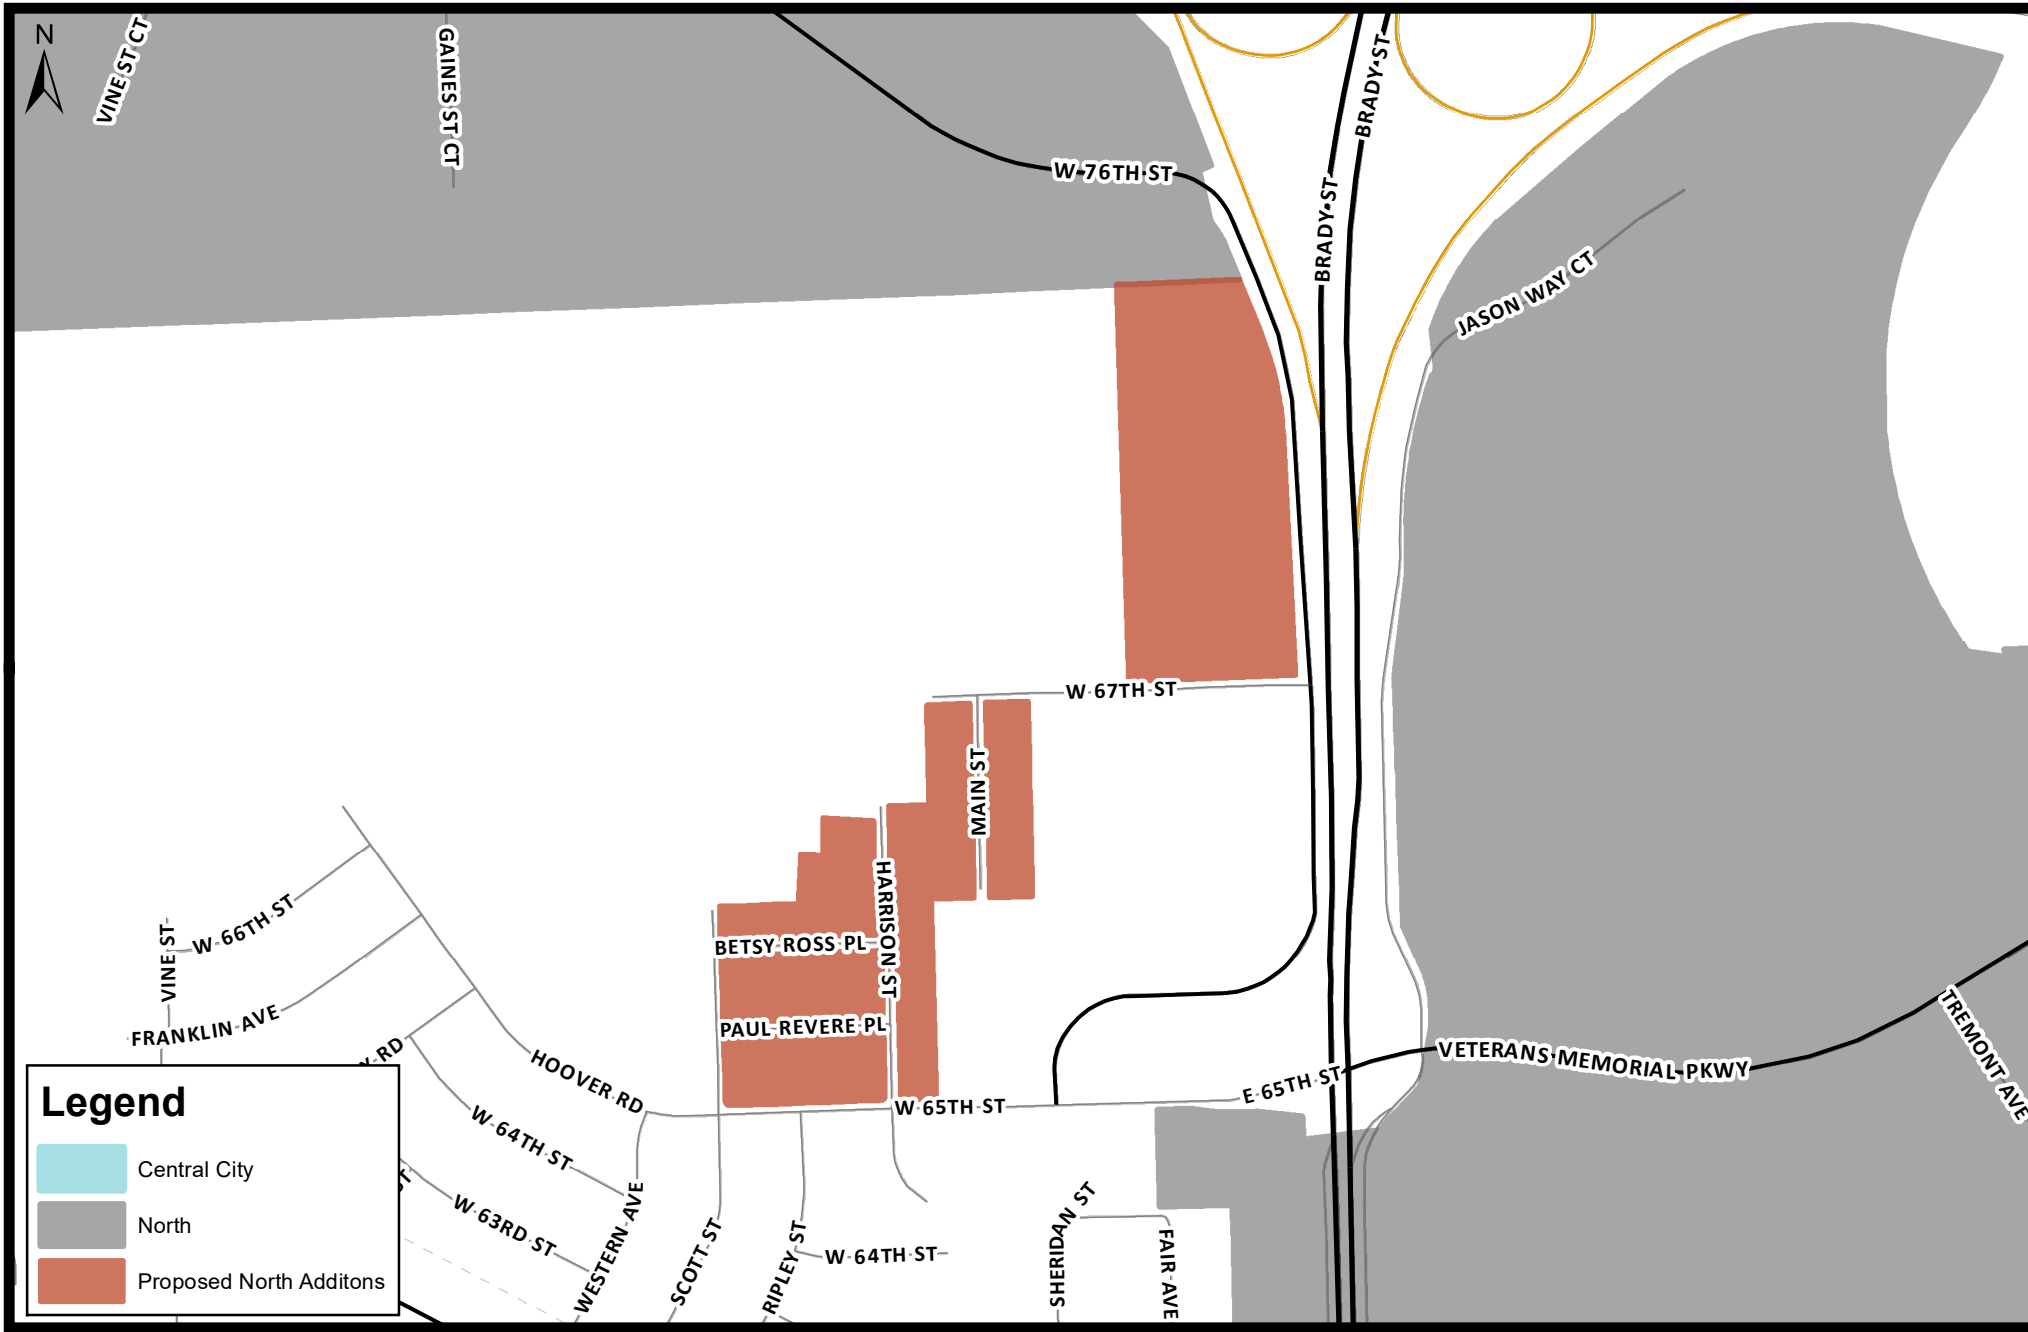 N
VINE ST CT
GAINES ST CT
BRADY ST
W 76TH ST
BRADY ST
JASON WAY CT
W 67TH ST
MAIN ST
HARRISON ST
W 66TH ST
VINE ST
BETSY ROSS PL
FRANKLIN AVE
PAUL REVERE PL
RD
HOOVER RD
VETERANS MEMORIAL PKWY
TREMONT AVE
E 65TH ST
W 65TH ST
W 64TH ST
W 63RD ST
WESTERN AVE
SCOTT ST
RIPLEY ST
W 64TH ST
SHERIDAN ST
FAIR AVE
Legend
Central City
North
Proposed North Additons